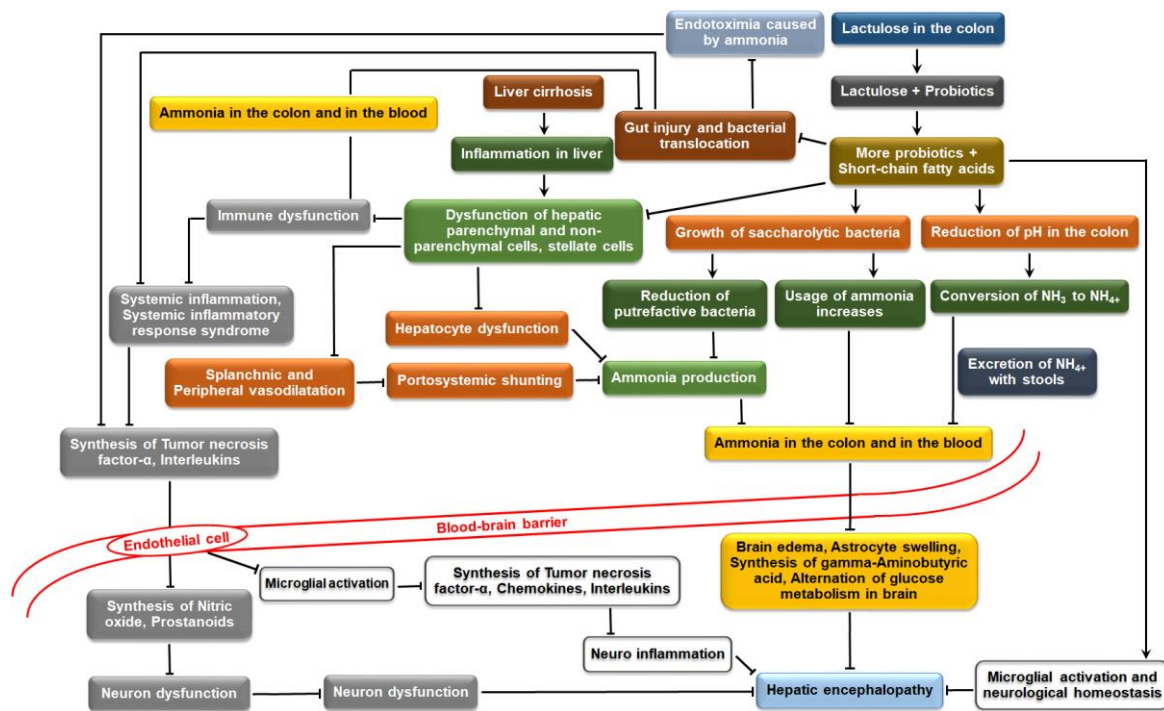 Endotoximia caused
by ammonia
Lactulose in the colon
Liver cirrhosis
Lactulose + Probiotics
Ammonia in the colon and in the blood
Gut injury and bacterial
translocation
Inflammation in liver
More probiotics +
Short-chain fatty acids
Immune dysfunction
Dysfunction of hepatic
parenchymal and non-
parenchymal cells, stellate cells
Growth of saccharolytic bacteria
Reduction of pH in the colon
Systemic inflammation,
Systemic inflammatory
response syndrome
Reduction of
putrefactive bacteria
Usage of ammonia
increases
Conversion of NH3 to NH4+
Hepatocyte dysfunction
Splanchnic and
Peripheral vasodilatation
Portosystemic shunting
Ammonia production
Excretion of NH4+
with stools
Synthesis of Tumor necrosis
factor-α, Interleukins
Ammonia in the colon and in the blood
Blood-brain barrier
Endothelial cell
Microglial activation
Synthesis of Tumor necrosis
factor-α, Chemokines, Interleukins
Brain edema, Astrocyte swelling,
Synthesis of gamma-Aminobutyric
acid, Alternation of glucose
metabolism in brain
Synthesis of Nitric
oxide, Prostanoids
Neuro inflammation
Neuron dysfunction
Neuron dysfunction
Hepatic encephalopathy
Microglial activation and
neurological homeostasis